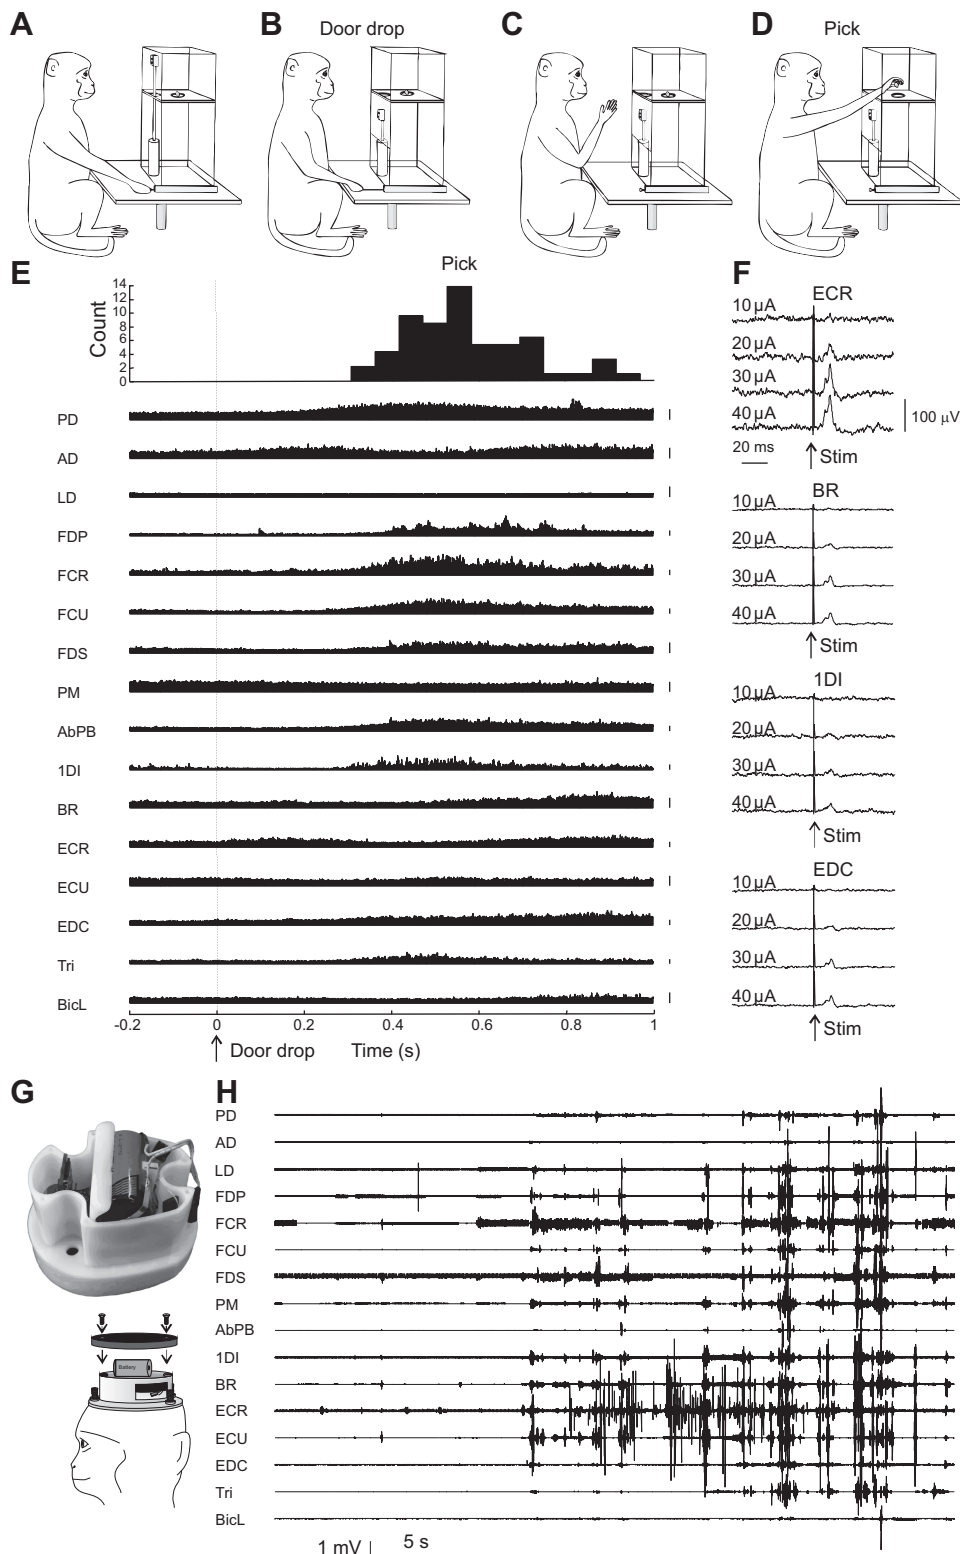 A
B
Door drop
C
D
Pick
E
Pick
Count
14
12
10
8
6
4
2
0
PD
AD
LD
FDP
FCR
FCU
FDS
PM
AbPB
1DI
BR
ECR
ECU
EDC
Tri
BicL
-0.2
0
0.2
0.4
0.6
0.8
1
Door drop
Time (s)
F
ECR
10 µA
20 µA
30 µA
40 µA
100 µV
20 ms
Stim
BR
10 µA
20 µA
30 µA
40 µA
Stim
1DI
10 µA
20 µA
30 µA
40 µA
Stim
EDC
10 µA
20 µA
30 µA
40 µA
Stim
G
Battery
H
PD
AD
LD
FDP
FCR
FCU
FDS
PM
AbPB
1DI
BR
ECR
ECU
EDC
Tri
BicL
1 mV
5 s